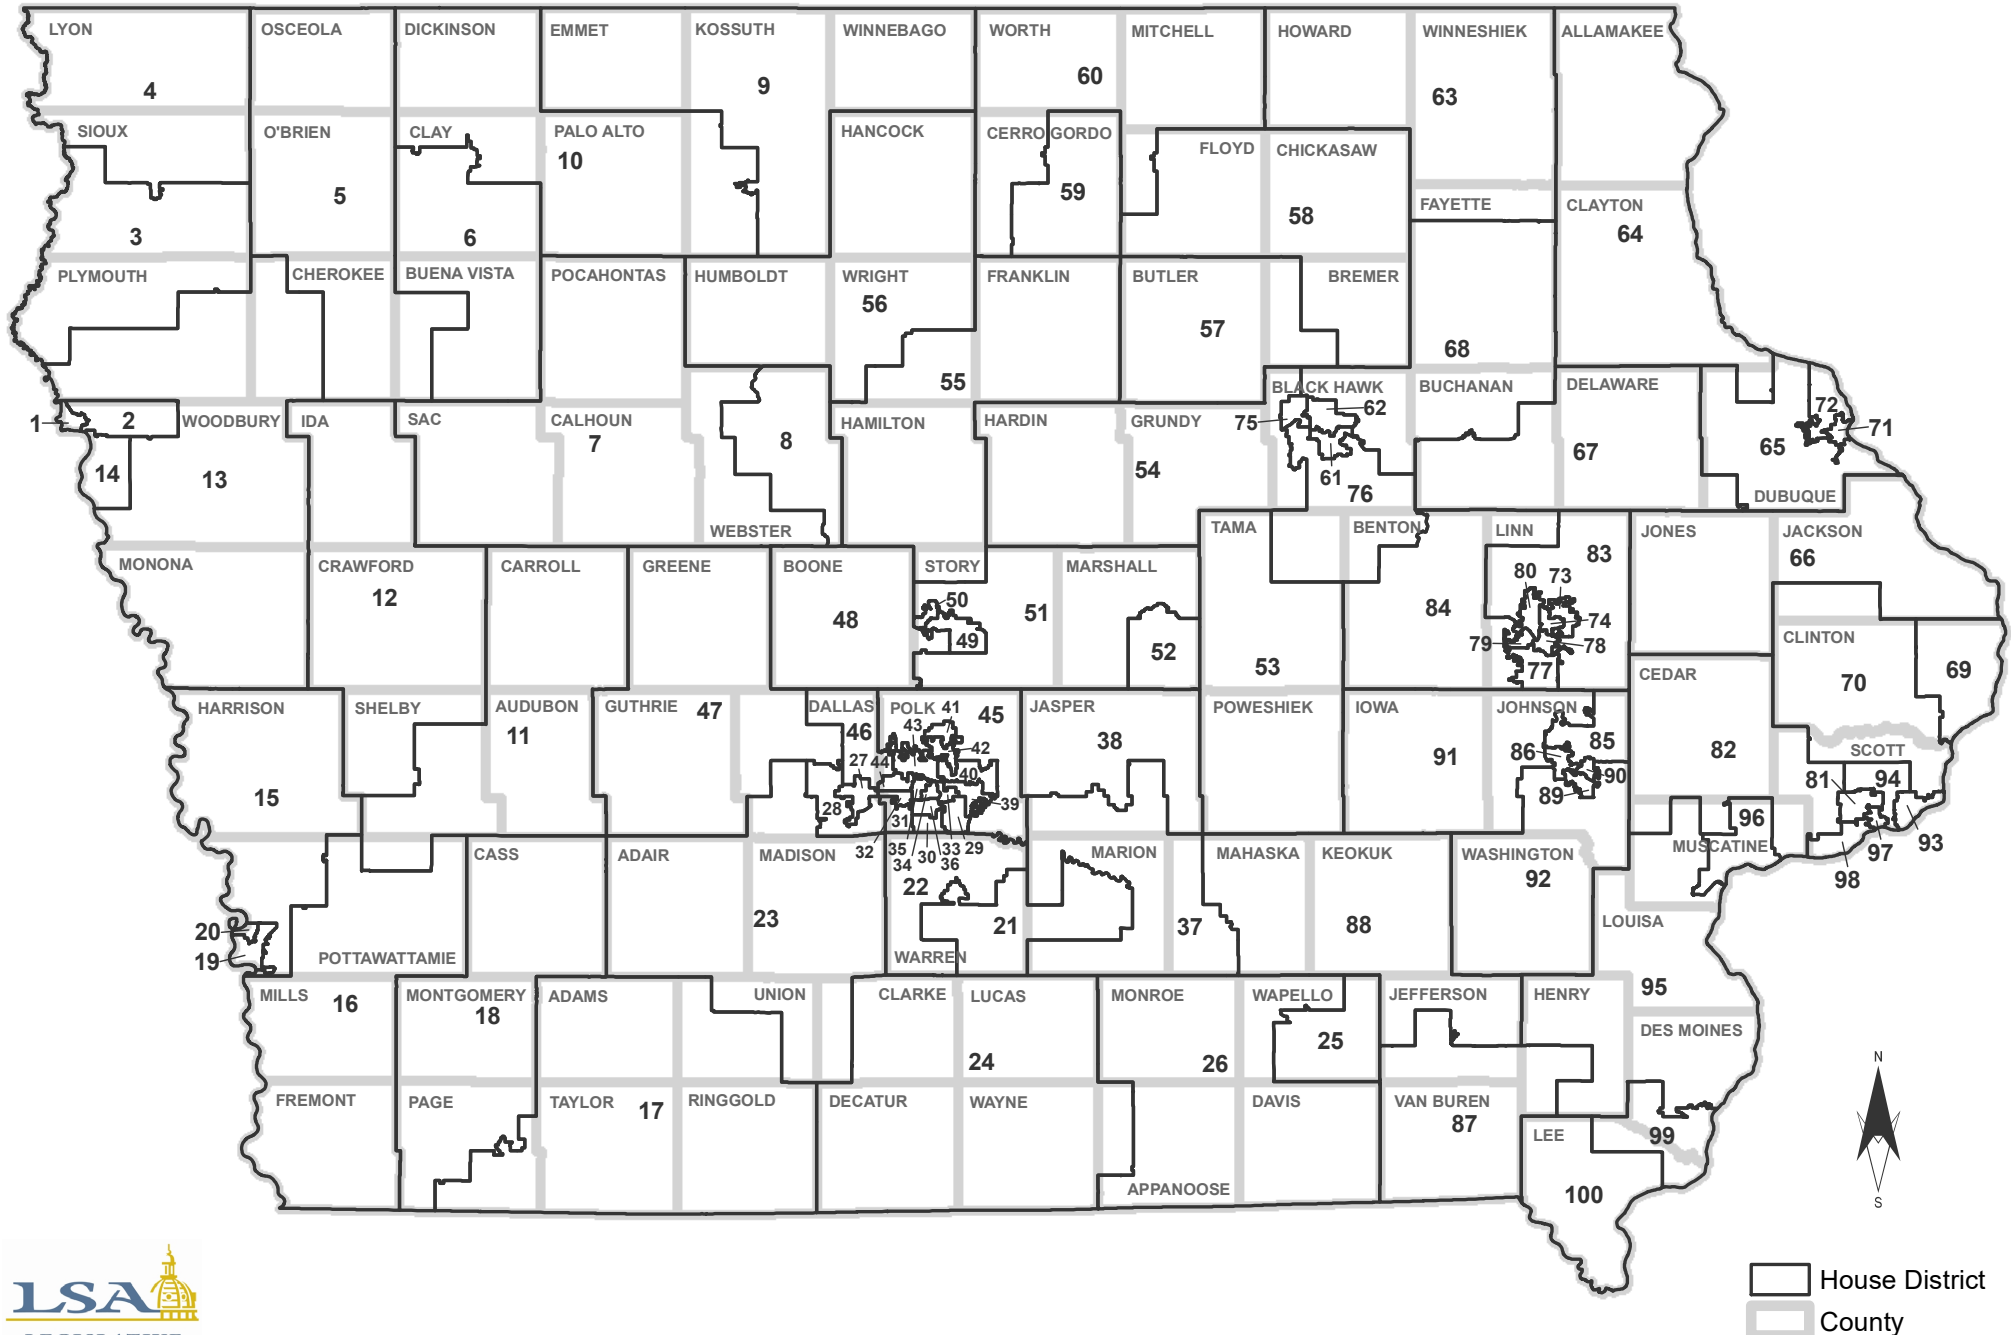 LYON
OSCEOLA
DICKINSON
EMMET
KOSSUTH
WINNEBAGO
WORTH
MITCHELL
HOWARD
WINNESHIEK
ALLAMAKEE
4
9
60
63
SIOUX
O'BRIEN
CLAY
PALO ALTO
HANCOCK
CERRO GORDO
FLOYD
CHICKASAW
10
5
59
58
FAYETTE
CLAYTON
3
6
64
PLYMOUTH
CHEROKEE
BUENA VISTA
POCAHONTAS
HUMBOLDT
WRIGHT
FRANKLIN
BUTLER
BREMER
56
57
68
55
BLACK HAWK
BUCHANAN
DELAWARE
1
2
WOODBURY
IDA
SAC
CALHOUN
HAMILTON
HARDIN
GRUNDY
75
62
72
71
7
8
65
14
13
54
61
76
67
WEBSTER
DUBUQUE
TAMA
BENTON
LINN
JONES
JACKSON
83
66
MONONA
CRAWFORD
CARROLL
GREENE
BOONE
STORY
MARSHALL
12
80
73
50
51
48
84
74
49
79
78
52
53
77
CLINTON
69
CEDAR
70
HARRISON
SHELBY
AUDUBON
GUTHRIE
47
DALLAS
POLK
41
45
JASPER
POWESHIEK
IOWA
JOHNSON
11
46
43
38
85
42
86
91
82
SCOTT
27
44
40
90
81
94
15
28
39
89
31
96
32
35
34
30
36
33
29
MUSCATINE
97
93
98
CASS
ADAIR
MADISON
MARION
MAHASKA
KEOKUK
WASHINGTON
22
92
23
21
37
88
LOUISA
20
19
POTTAWATTAMIE
WARREN
MILLS
16
MONTGOMERY
18
ADAMS
UNION
CLARKE
LUCAS
MONROE
WAPELLO
JEFFERSON
HENRY
95
DES MOINES
25
24
26
FREMONT
PAGE
TAYLOR
17
RINGGOLD
DECATUR
WAYNE
DAVIS
VAN BUREN
87
LEE
99
APPANOOSE
100
N
S
LSA
House District
County